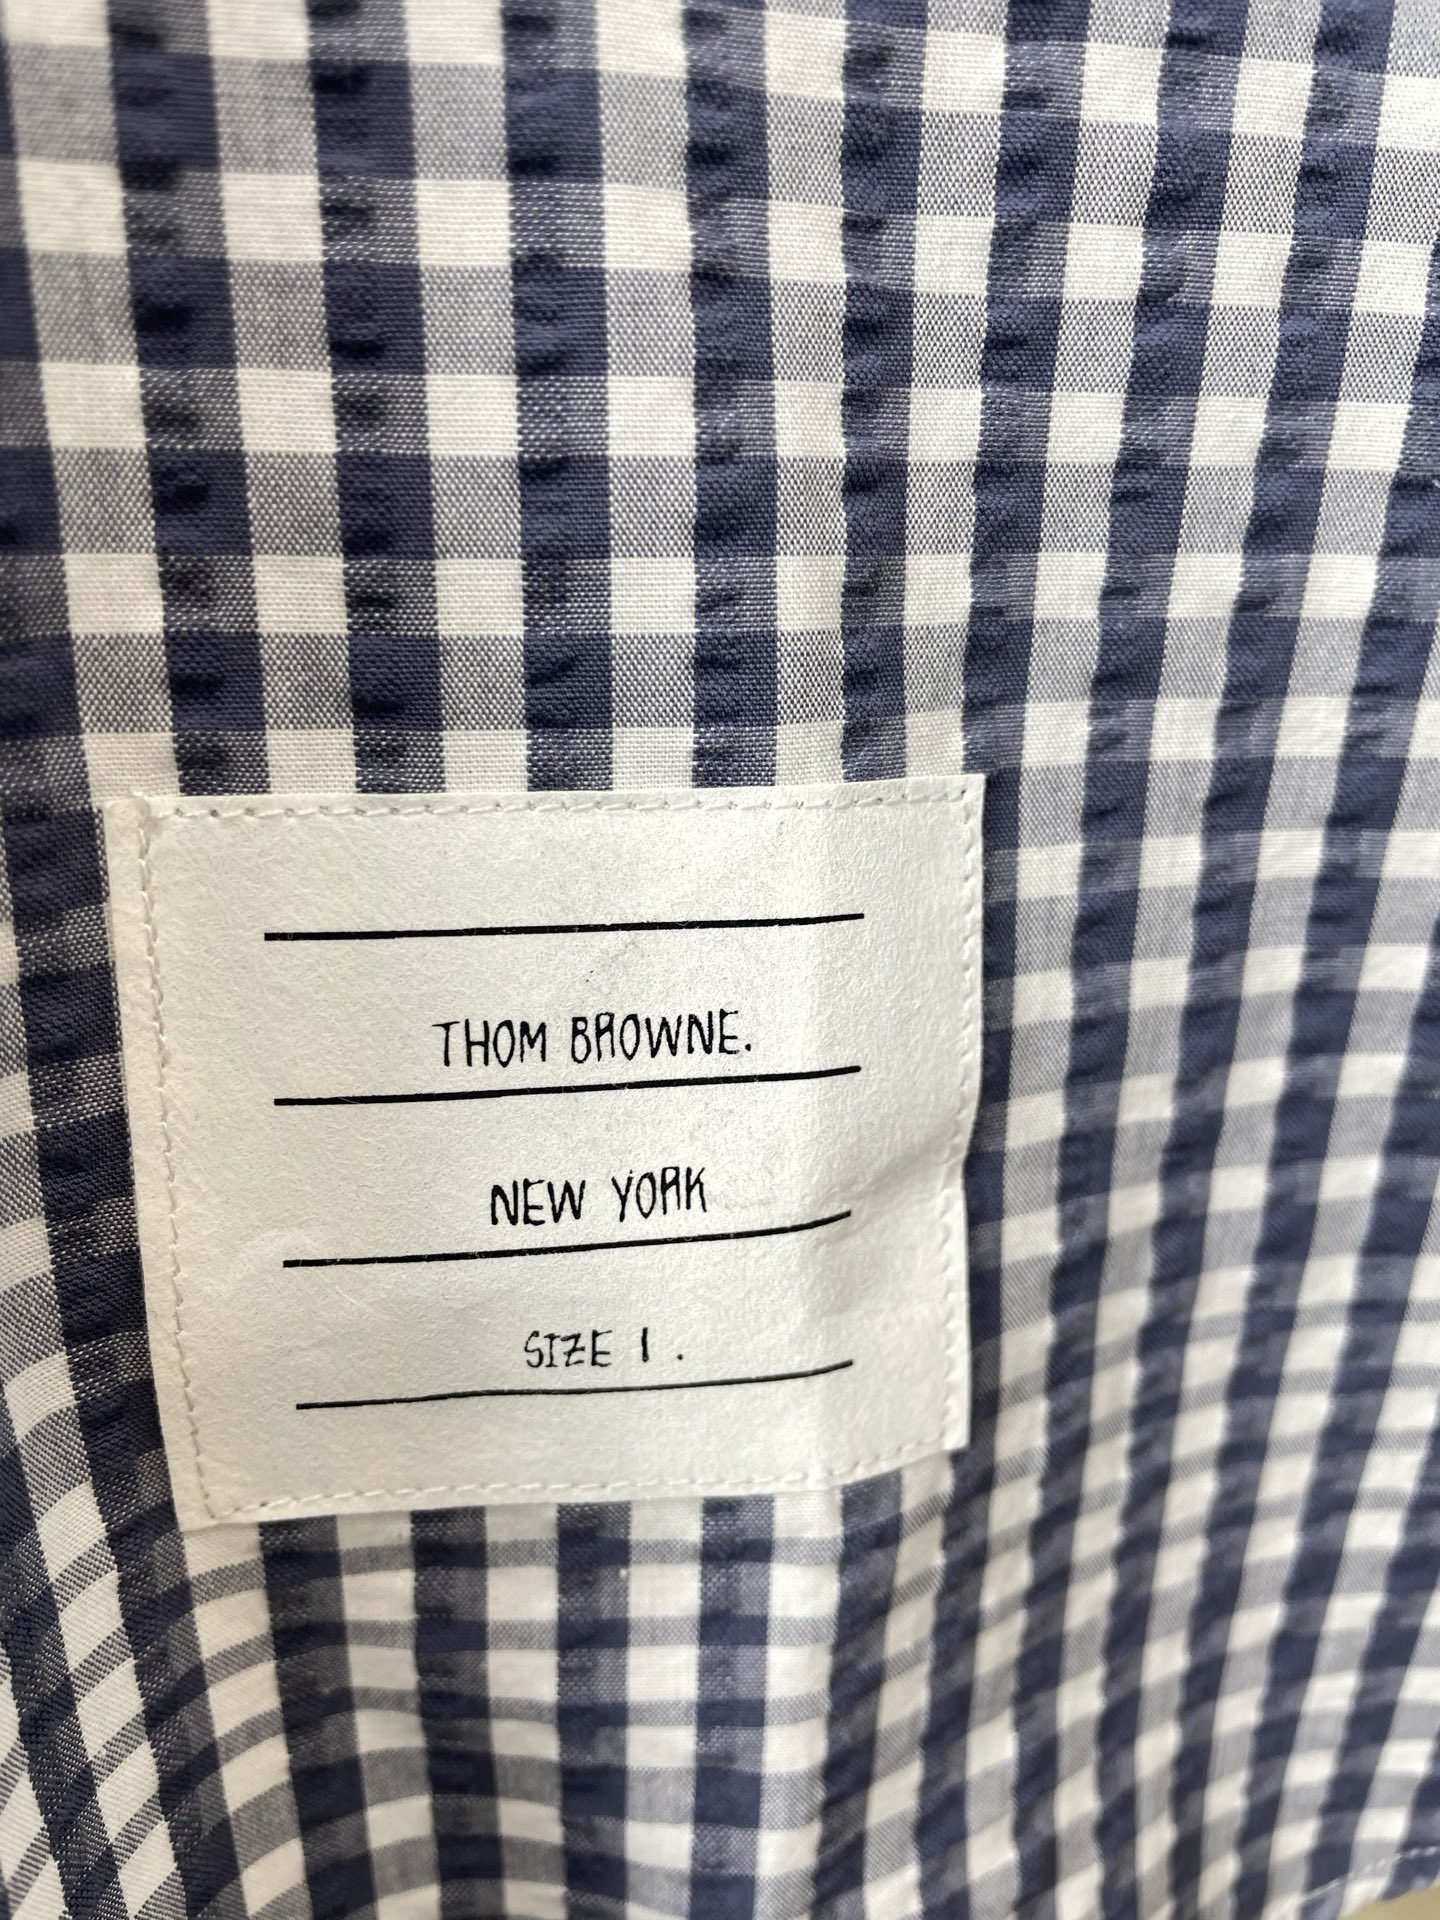 THOM BROWNE.
NEW YORK
SIZE 1 .